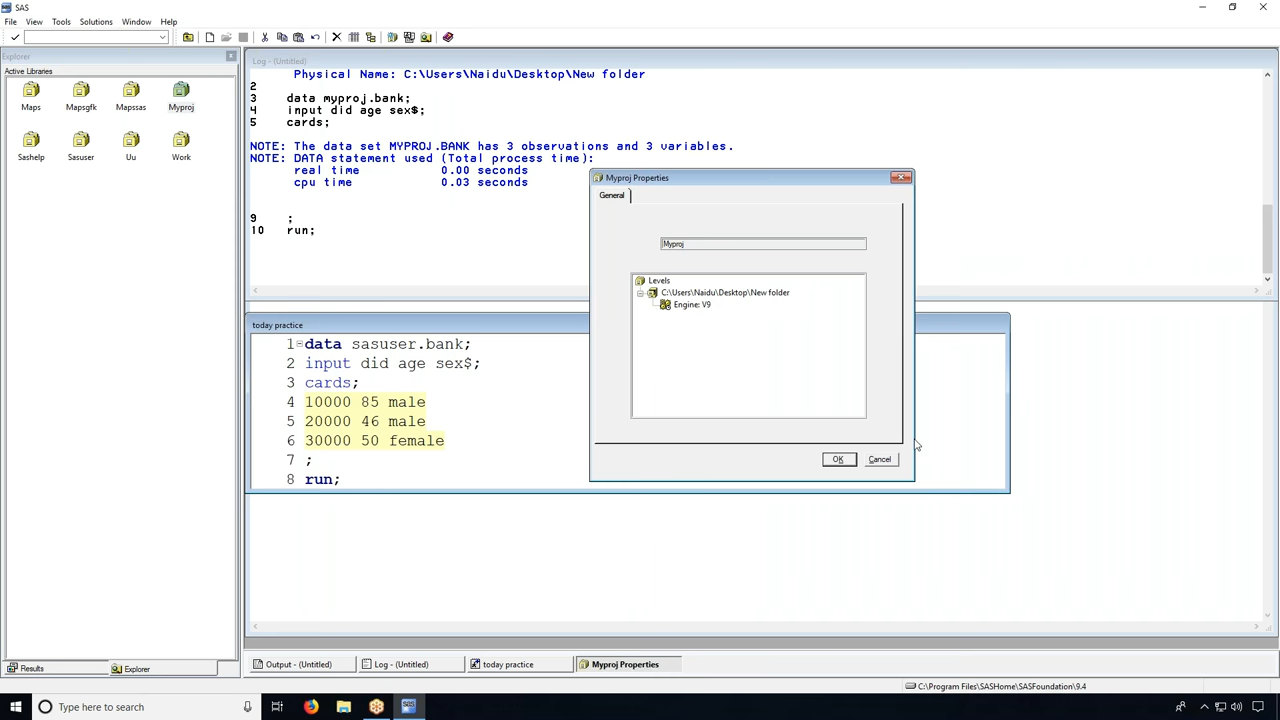 SAS
File View Tools Solutions Window Help
Explorer
Active Libraries
Maps Mapsgfk Mapssas Myproj
Sashelp Sasuser Uu Work
Results Explorer
Log - (Untitled)
Physical Name: C:\Users\Naidu\Desktop\New folder
2
3 data myproj.bank;
4 input did age sex$;
5 cards;
NOTE: The data set MYPROJ.BANK has 3 observations and 3 variables.
NOTE: DATA statement used (Total process time):
real time 0.00 seconds
cpu time 0.03 seconds
9 ;
10 run;
Myproj Properties
General
Myproj
Levels
C:\Users\Naidu\Desktop\New folder
Engine: V9
OK Cancel
today practice
1 data sasuser.bank;
2 input did age sex$;
3 cards;
4 10000 85 male
5 20000 46 male
6 30000 50 female
7 ;
8 run;
Output - (Untitled) Log - (Untitled) today practice Myproj Properties
C:\Program Files\SASHome\SASFoundation\9.4
Type here to search